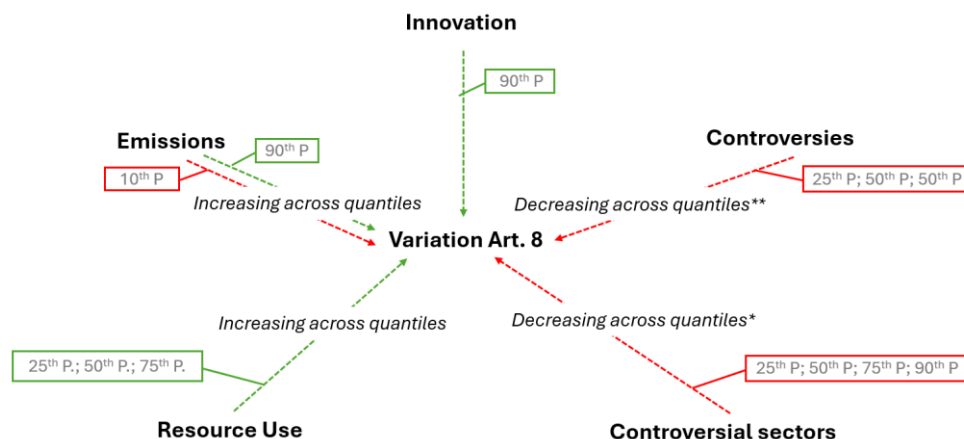 Innovation
90th P
Emissions
90th P
10th P
Controversies
25th P; 50th P; 50th P
Increasing across quantiles
Decreasing across quantiles**
Variation Art. 8
Increasing across quantiles
Decreasing across quantiles*
25th P.; 50th P.; 75th P.
25th P; 50th P; 75th P; 90th P
Resource Use
Controversial sectors